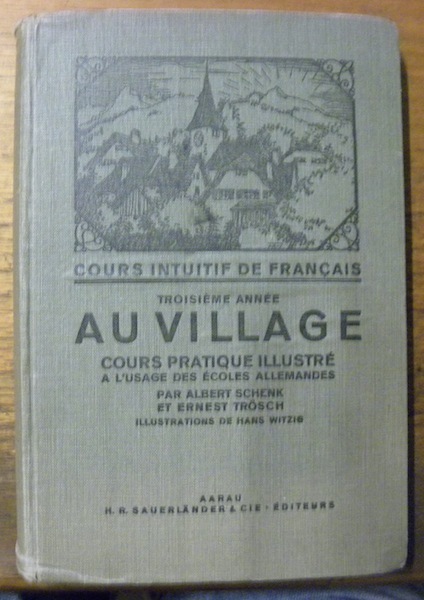 COURS INTUITIF DE FRANÇAIS
TROISIÈME ANNÉE
AU VILLAGE
COURS PRATIQUE ILLUSTRÉ
A L'USAGE DES ÉCOLES ALLEMANDES
PAR ALBERT SCHENK
ET ERNEST TRÖSCH
ILLUSTRATIONS DE HANS WITZIG
AARAU
H. R. SAUERLÄNDER & CIE · ÉDITEURS